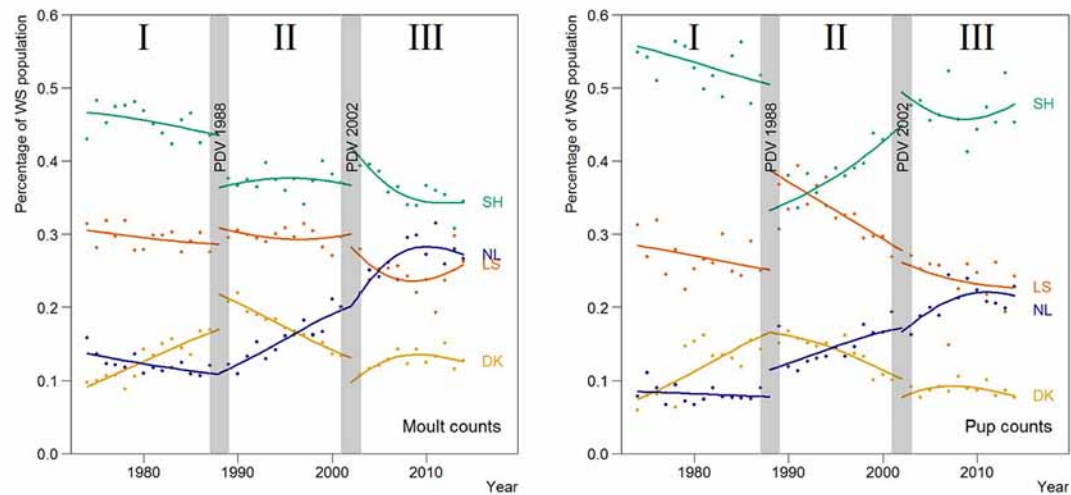 Percentage of WS population
0.6
0.5
0.4
0.3
0.2
0.1
0.0
I
II
III
PDV 1988
PDV 2002
SH
NL
LS
DK
Moult counts
1980
1990
2000
2010
Year
Percentage of WS population
0.6
0.5
0.4
0.3
0.2
0.1
0.0
I
II
III
PDV 1988
PDV 2002
SH
LS
NL
DK
Pup counts
1980
1990
2000
2010
Year